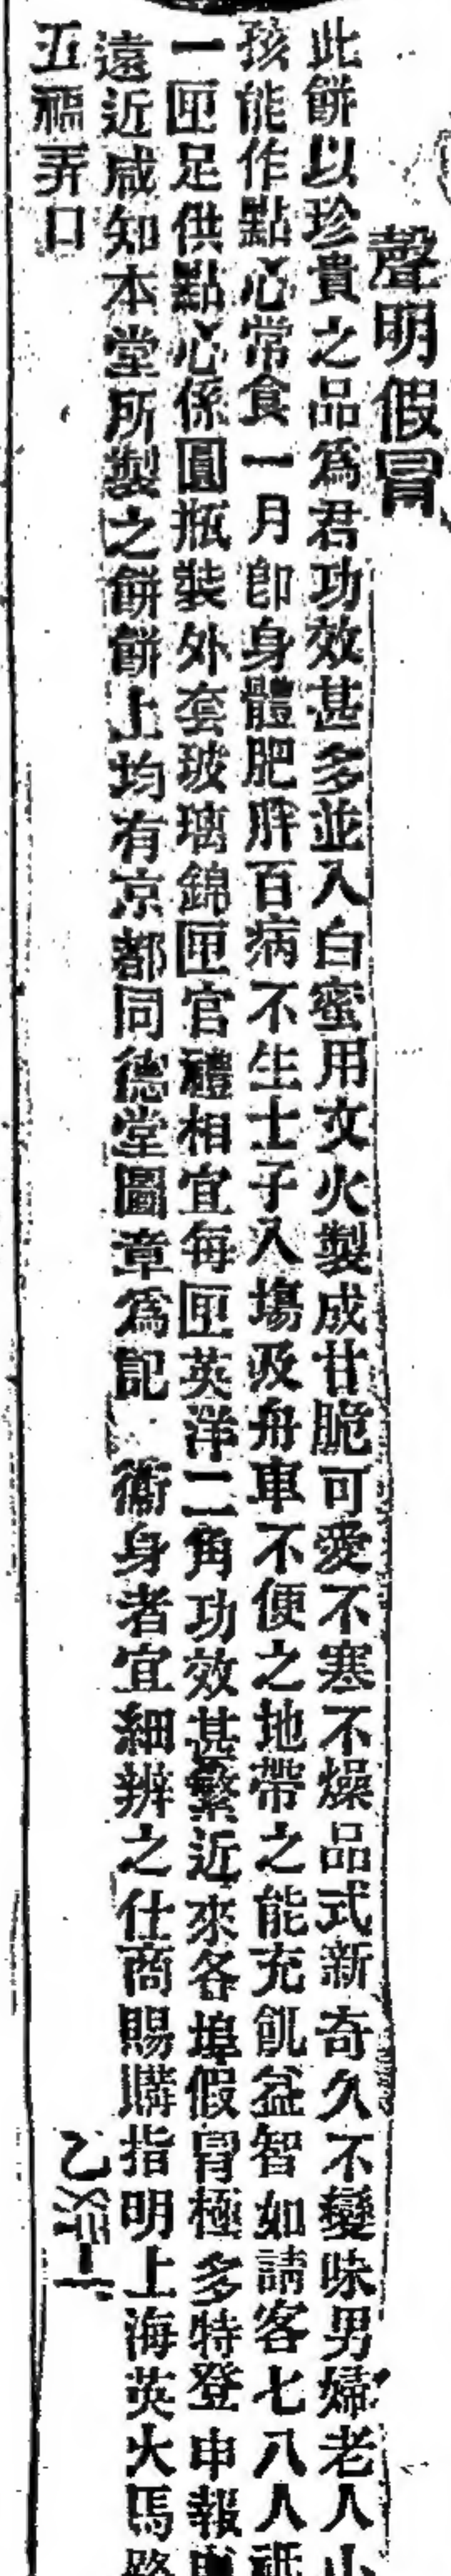 聲明假冒
此餅以珍貴之品爲君功效甚多並入白蜜用文火製成甘脆可愛不寒不燥品式新奇久不變味男婦老人小
孩能作點心常食一月卽身體肥胖百病不生士子入塲及舟車不便之地帶之能充飢益智如請客七八人祇
一匣足供點心係圓瓶裝外套玻璃錦匣官禮相宜每匣英洋二角功效甚繁近來各埠假冒極多特登申報
遠近咸知本堂所製之餅餅上均有京都同德堂圖章爲記 衞身者宜細辨之仕商賜購指明上海英大馬路
五福弄口